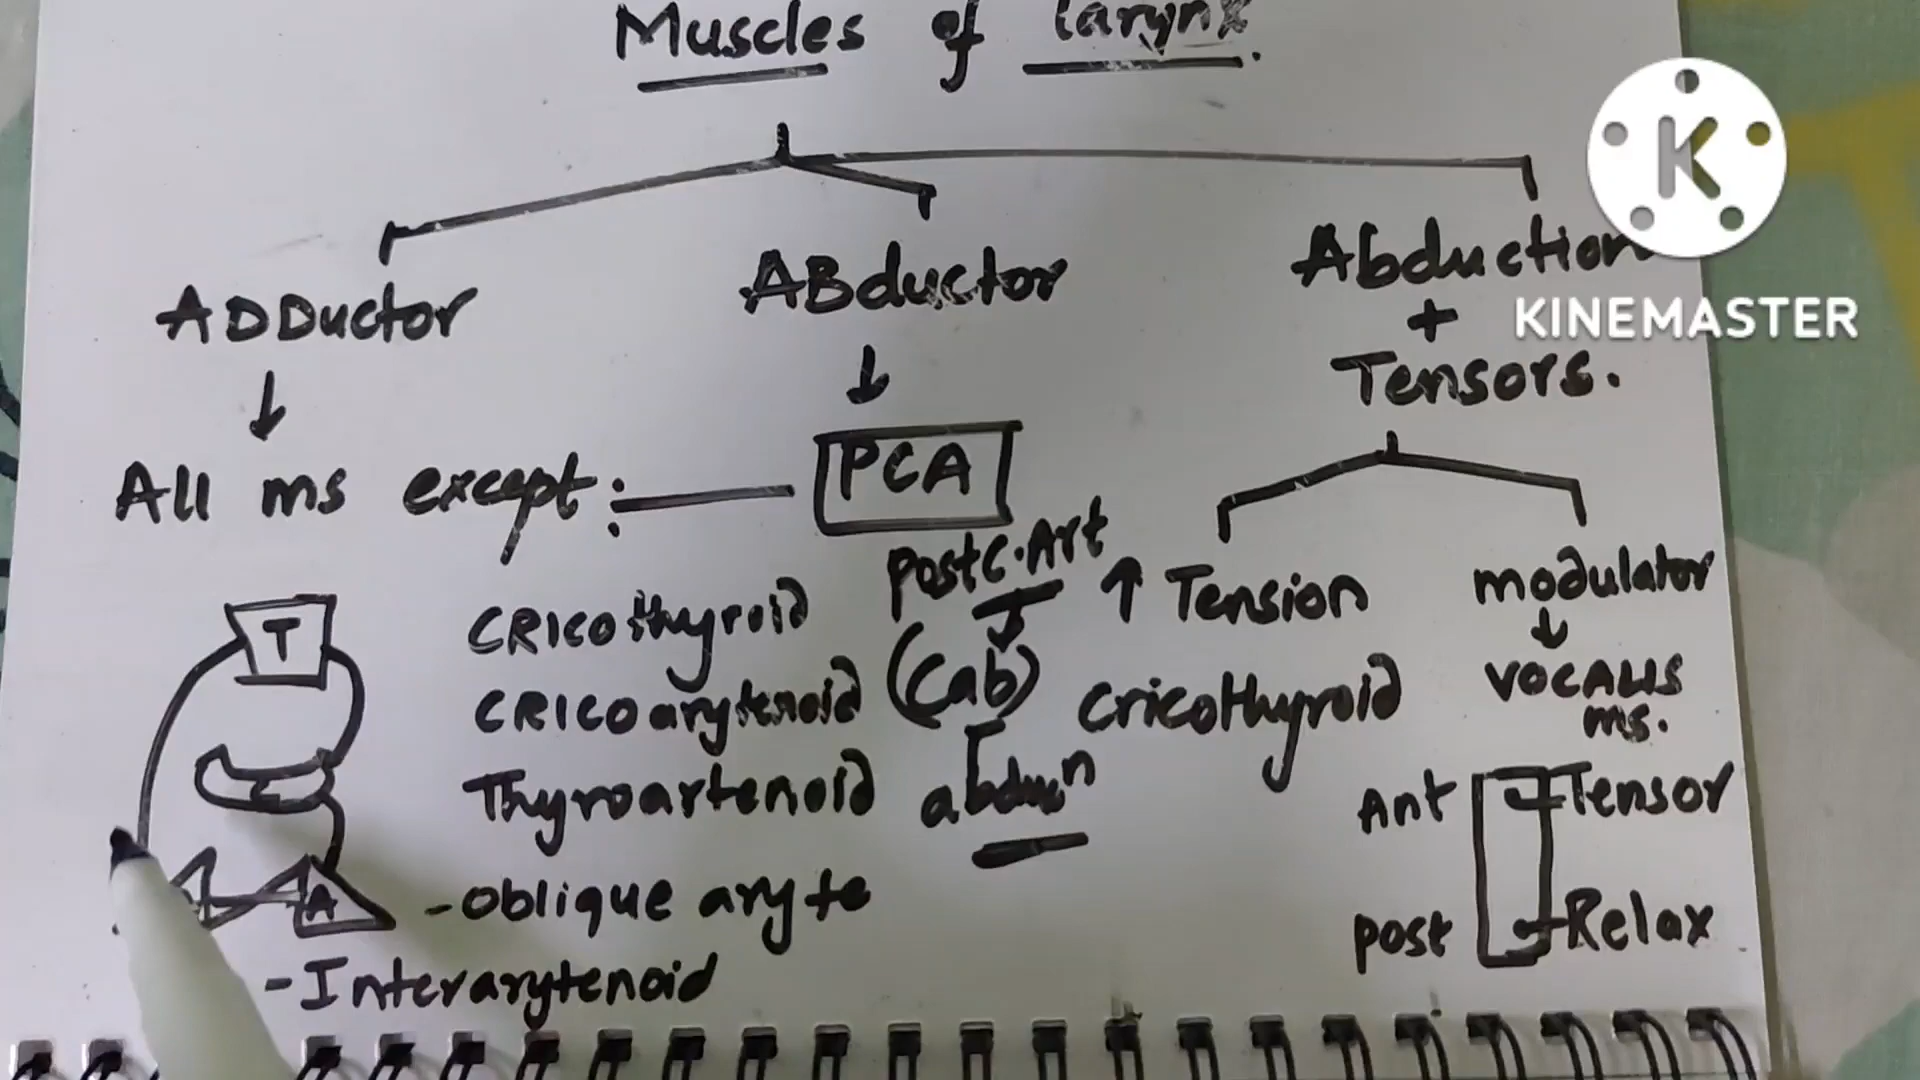 Muscles of larynx.
ADDuctor
ABductor
Abduction
+
Tensors.
All ms except :
PCA
Post C.Art
(Cab)
abducn
CRICothyroid
CRICOarytenoid
Thyroartenoid
-oblique aryte
-Interarytenoid
T
A
↑ Tension
cricothyroid
modulator
VOCALIS
ms.
Ant
Tensor
post
Relax
K
KINEMASTER